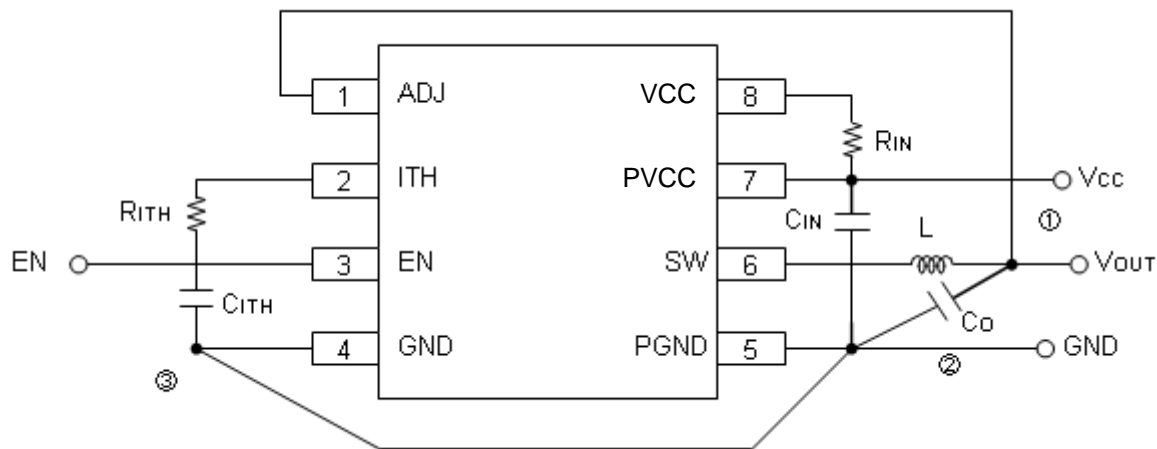 1 ADJ VCC 8
RIN
2 ITH PVCC 7 Vcc
RITH
CIN L ①
EN 3 EN SW 6 VOUT
CITH CO
4 GND PGND 5 GND
③ ②